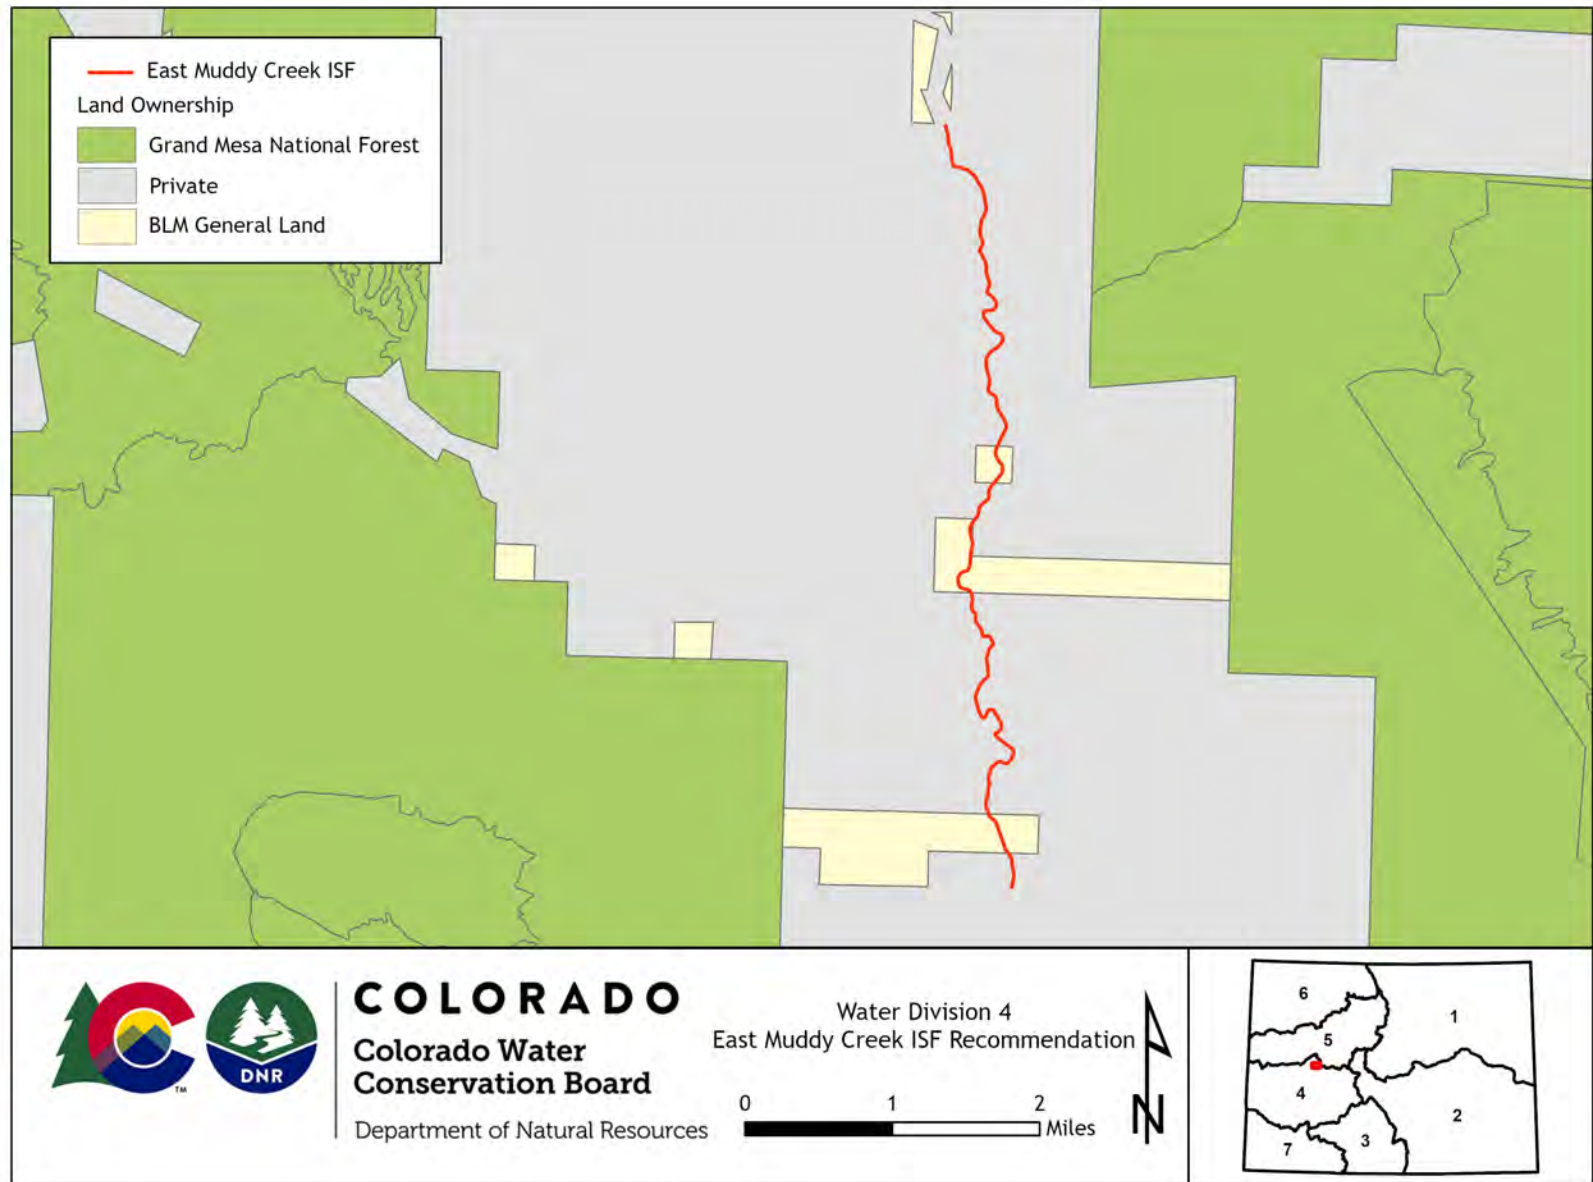 East Muddy Creek ISF
Land Ownership
Grand Mesa National Forest
Private
BLM General Land
DNR
TM
COLORADO
Colorado Water
Conservation Board
Department of Natural Resources
Water Division 4
East Muddy Creek ISF Recommendation
0 1 2
Miles
N
6
1
5
4
2
3
7